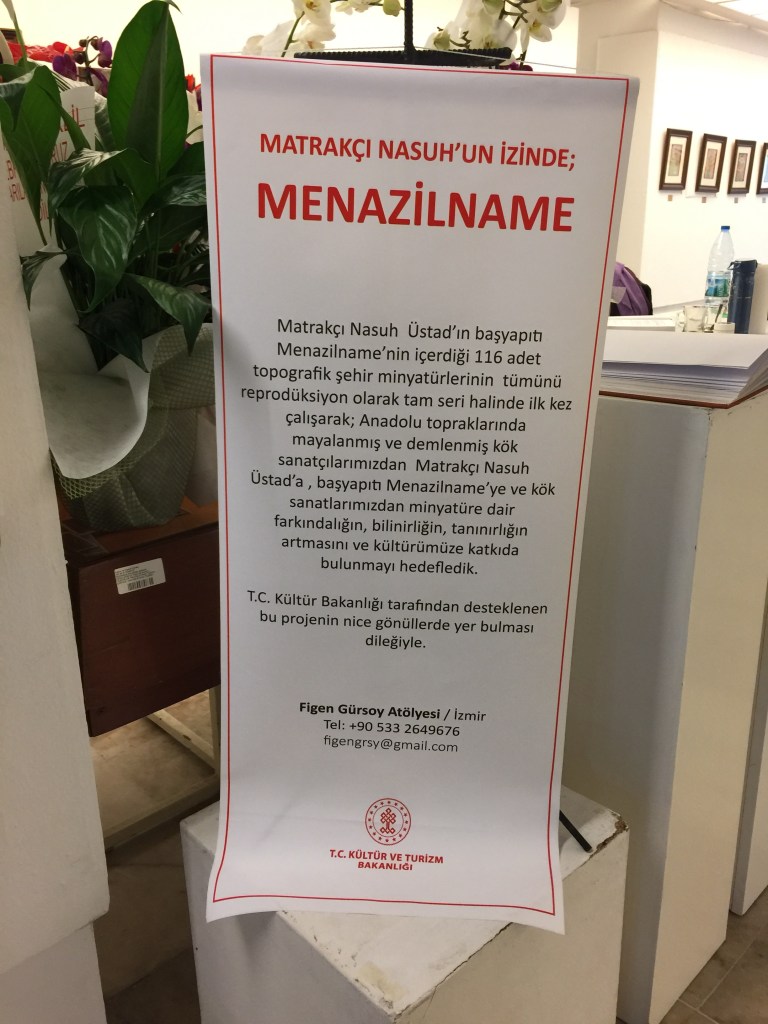 MATRAKÇI NASUH'UN İZİNDE;
MENAZİLNAME
Matrakçı Nasuh Üstad'ın başyapıtı
Menazilname'nin içerdiği 116 adet
topografik şehir minyatürlerinin tümünü
reprodüksiyon olarak tam seri halinde ilk kez
çalışarak; Anadolu topraklarında
mayalanmış ve demlenmiş kök
sanatçılarımızdan Matrakçı Nasuh
Üstad'a , başyapıtı Menazilname'ye ve kök
sanatlarımızdan minyatüre dair
farkındalığın, bilinirliğin, tanınırlığın
artmasını ve kültürümüze katkıda
bulunmayı hedefledik.
T.C. Kültür Bakanlığı tarafından desteklenen
bu projenin nice gönüllerde yer bulması
dileğiyle.
Figen Gürsoy Atölyesi / İzmir
Tel: +90 533 2649676
figengrsy@gmail.com
T.C. KÜLTÜR VE TURİZM
BAKANLIĞI